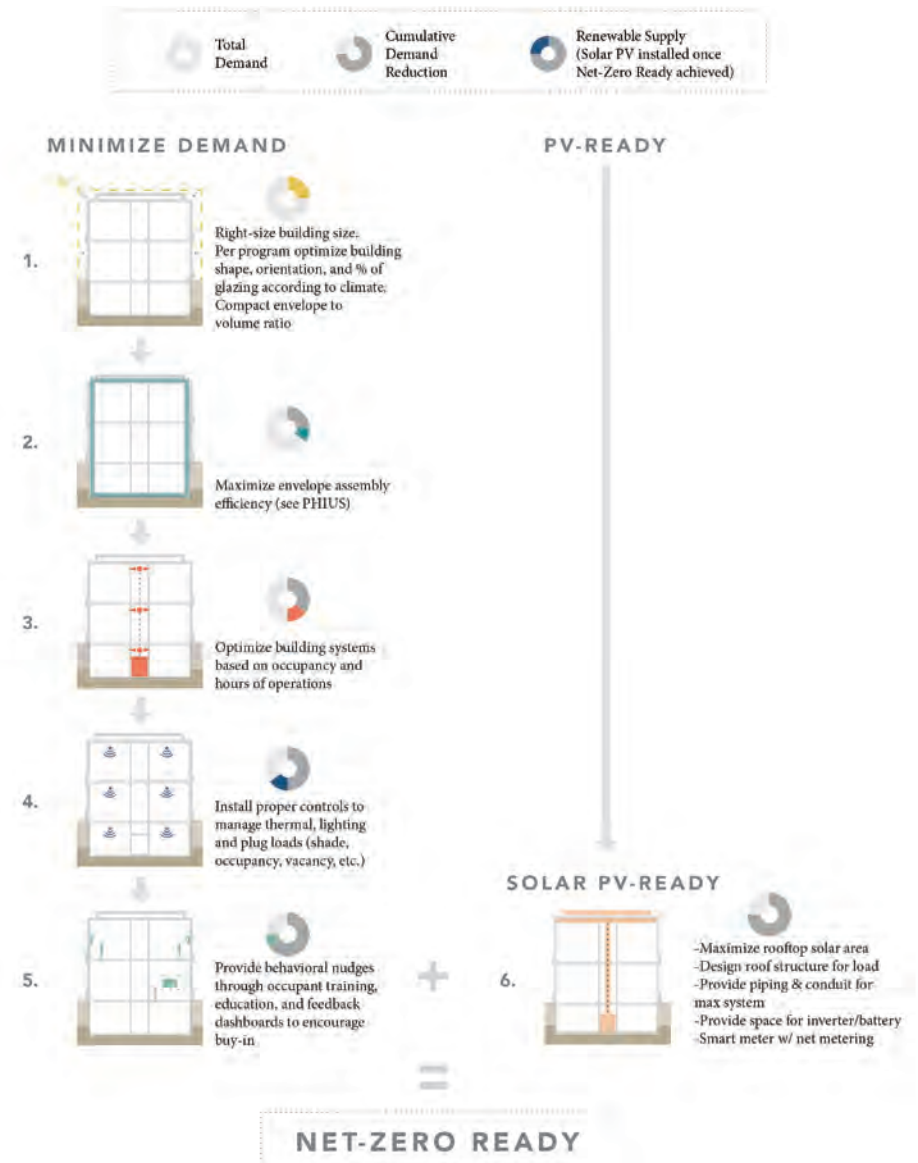 Total
Demand
Cumulative
Demand
Reduction
Renewable Supply
(Solar PV installed once
Net-Zero Ready achieved)
MINIMIZE DEMAND
PV-READY
1.
Right-size building size.
Per program optimize building
shape, orientation, and % of
glazing according to climate.
Compact envelope to
volume ratio
2.
Maximize envelope assembly
efficiency (see PHIUS)
3.
Optimize building systems
based on occupancy and
hours of operations
4.
Install proper controls to
manage thermal, lighting
and plug loads (shade,
occupancy, vacancy, etc.)
5.
Provide behavioral nudges
through occupant training,
education, and feedback
dashboards to encourage
buy-in
+
SOLAR PV-READY
6.
-Maximize rooftop solar area
-Design roof structure for load
-Provide piping & conduit for
max system
-Provide space for inverter/battery
-Smart meter w/ net metering
=
NET-ZERO READY